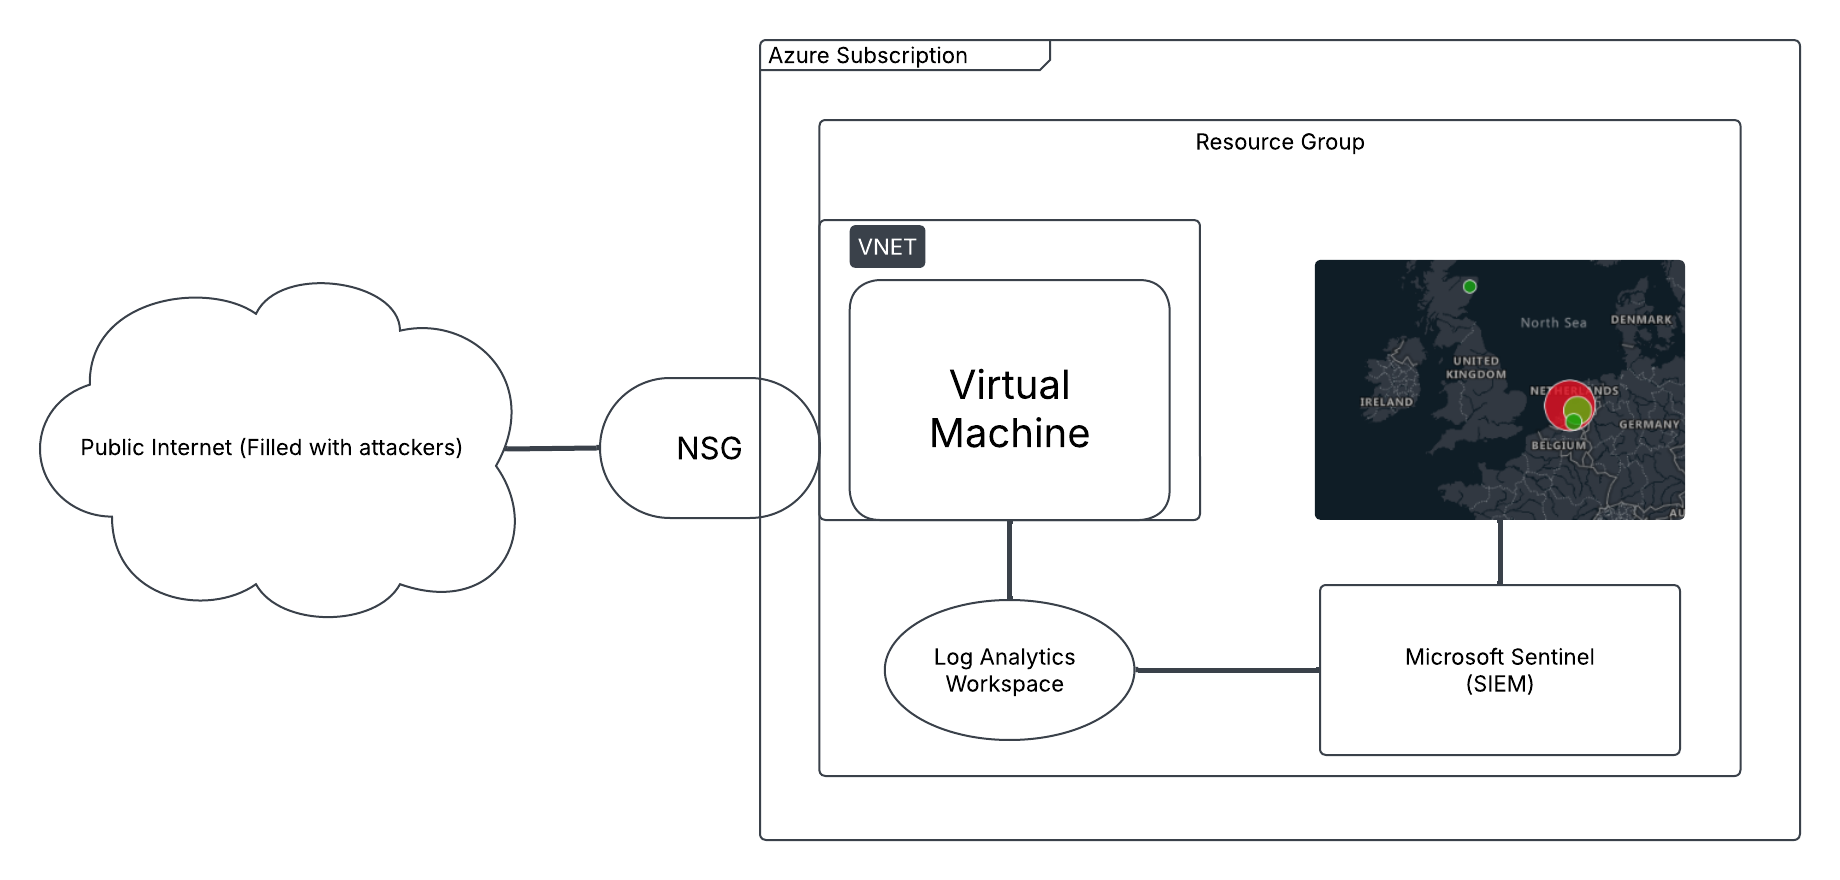 Azure Subscription
Resource Group
VNET
Virtual
Machine
Public Internet (Filled with attackers)
NSG
North Sea
DENMARK
UNITED
KINGDOM
NETHERLANDS
IRELAND
GERMANY
BELGIUM
AU
Log Analytics
Workspace
Microsoft Sentinel
(SIEM)